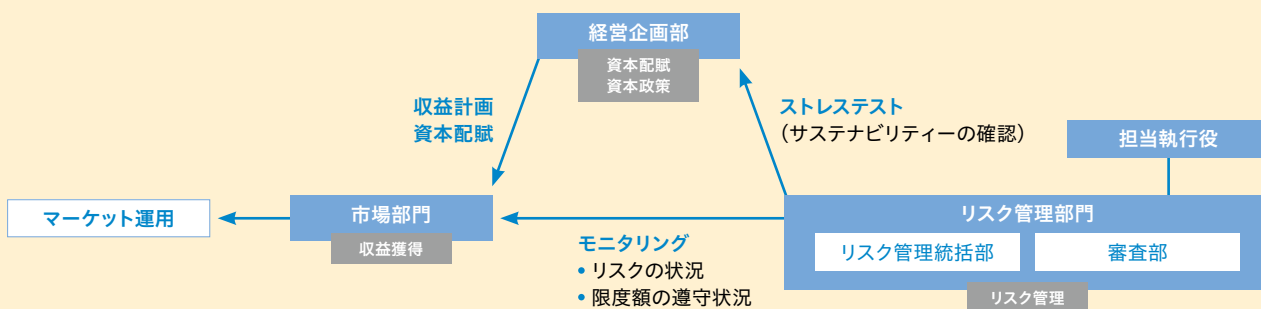 経営企画部
資本配賦
資本政策
収益計画
資本配賦
ストレステスト
（サステナビリティーの確認）
担当執行役
マーケット運用
市場部門
収益獲得
モニタリング
• リスクの状況
• 限度額の遵守状況
リスク管理部門
リスク管理統括部
審査部
リスク管理